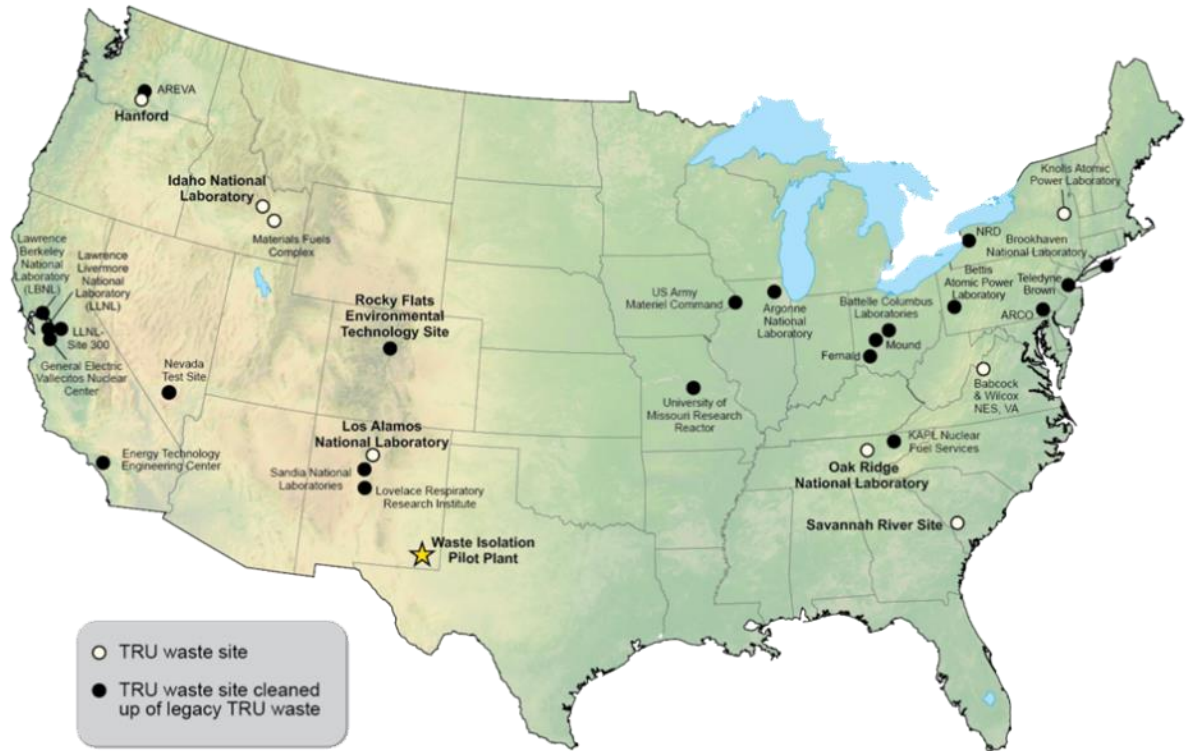 AREVA
Hanford
Idaho National
Laboratory
Materials Fuels
Complex
Lawrence
Berkeley
National
Laboratory
(LBNL)
Lawrence
Livermore
National
Laboratory
(LLNL)
LLNL-
Site 300
General Electric
Vallecitos Nuclear
Center
Nevada
Test Site
Energy Technology
Engineering Center
Rocky Flats
Environmental
Technology Site
Los Alamos
National Laboratory
Sandia National
Laboratories
Lovelace Respiratory
Research Institute
Waste Isolation
Pilot Plant
US Army
Materiel Command
Argonne
National
Laboratory
University of
Missouri Research
Reactor
Battelle Columbus
Laboratories
Mound
Fernald
Knolls Atomic
Power Laboratory
NRD
Brookhaven
National Laboratory
Bettis
Atomic Power
Laboratory
Teledyne
Brown
ARCO
Babcock
& Wilcox
NES, VA
KAPL Nuclear
Fuel Services
Oak Ridge
National Laboratory
Savannah River Site
TRU waste site
TRU waste site cleaned
up of legacy TRU waste